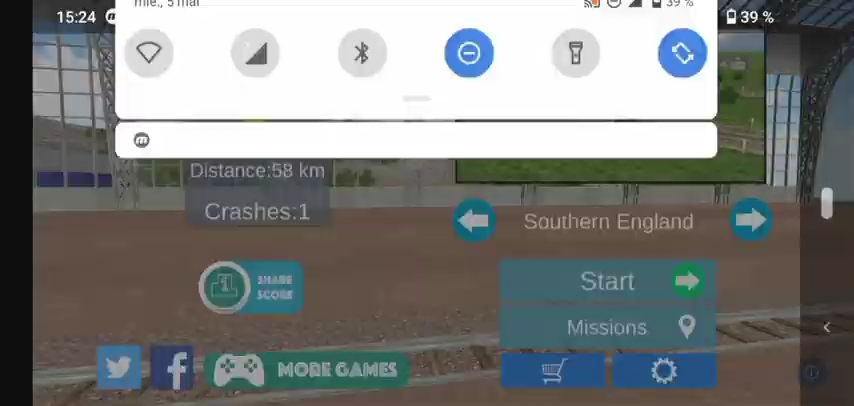 15:24
mie., 5 mai
39 %
39 %
Distance:58 km
Crashes:1
Southern England
SHARE
SCORE
Start
Missions
MORE GAMES